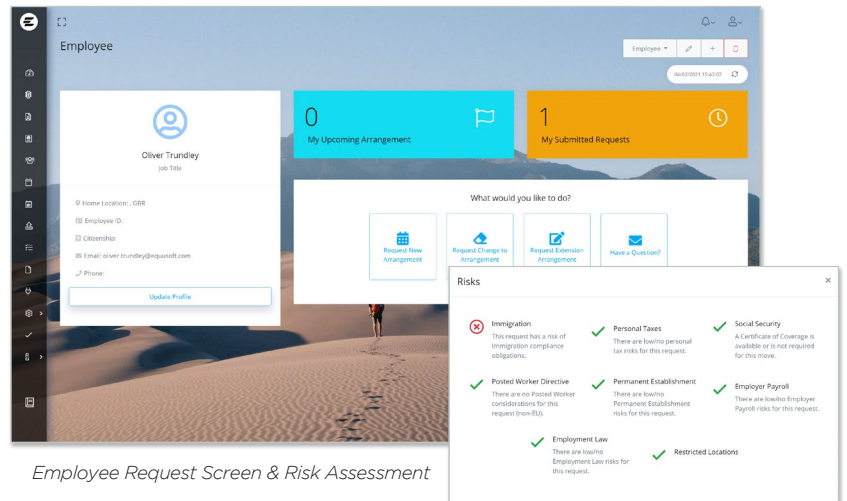 Employee
Employee
04/02/2021 11:42:07
Oliver Trundley
Job Title
Home Location: , GBR
Employee ID:
Citizenship:
Email: oliver.trundley@equusoft.com
Phone:
Update Profile
0
My Upcoming Arrangement
1
My Submitted Requests
What would you like to do?
Request New
Arrangement
Request Change to
Arrangement
Request Extension
Arrangement
Have a Question?
Risks
×
Immigration
This request has a risk of
Immigration compliance
obligations.
Personal Taxes
There are low/no personal
tax risks for this request.
Social Security
A Certificate of Coverage is
available or is not required
for this move.
Posted Worker Directive
There are no Posted Worker
considerations for this
request (non-EU).
Permanent Establishment
There are low/no
Permanent Establishment
risks for this request.
Employer Payroll
There are low/no Employer
Payroll risks for this request.
Employment Law
There are low/no
Employment Law risks for
this request.
Restricted Locations
Employee Request Screen & Risk Assessment